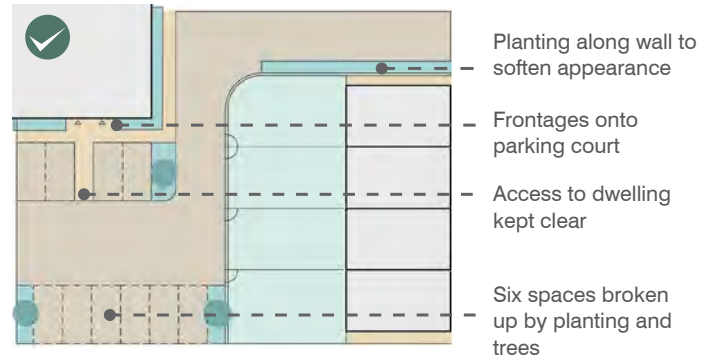 Planting along wall to
soften appearance
Frontages onto
parking court
Access to dwelling
kept clear
Six spaces broken
up by planting and
trees